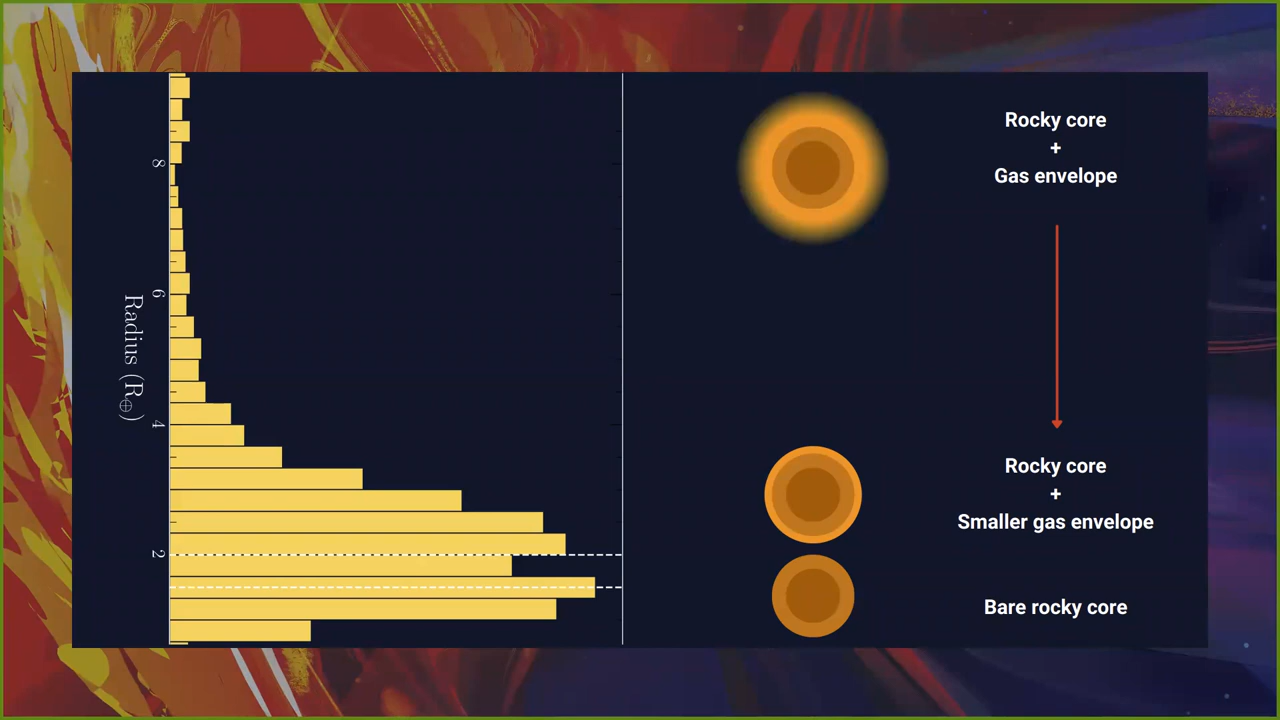 8
6
4
2
Radius (R⊕)
Rocky core
+
Gas envelope
Rocky core
+
Smaller gas envelope
Bare rocky core